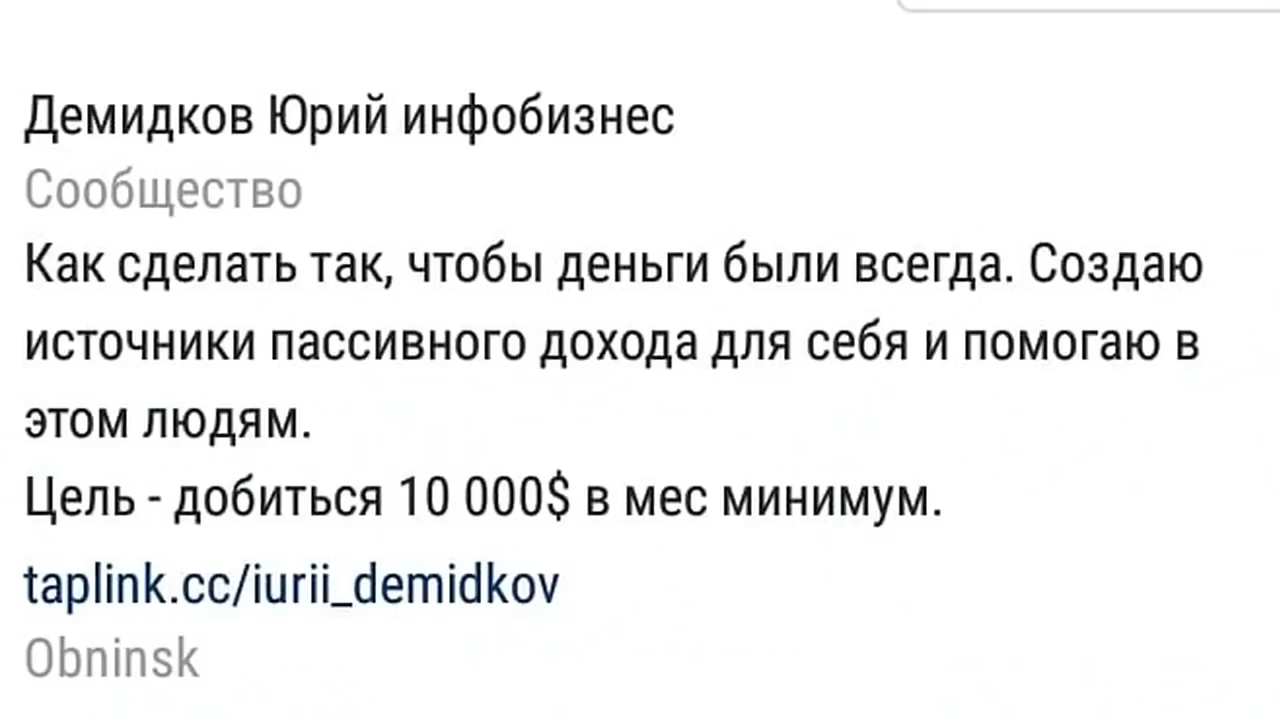 Демидков Юрий инфобизнес
Сообщество
Как сделать так, чтобы деньги были всегда. Создаю
источники пассивного дохода для себя и помогаю в
этом людям.
Цель - добиться 10 000$ в мес минимум.
taplink.cc/iurii_demidkov
Obninsk